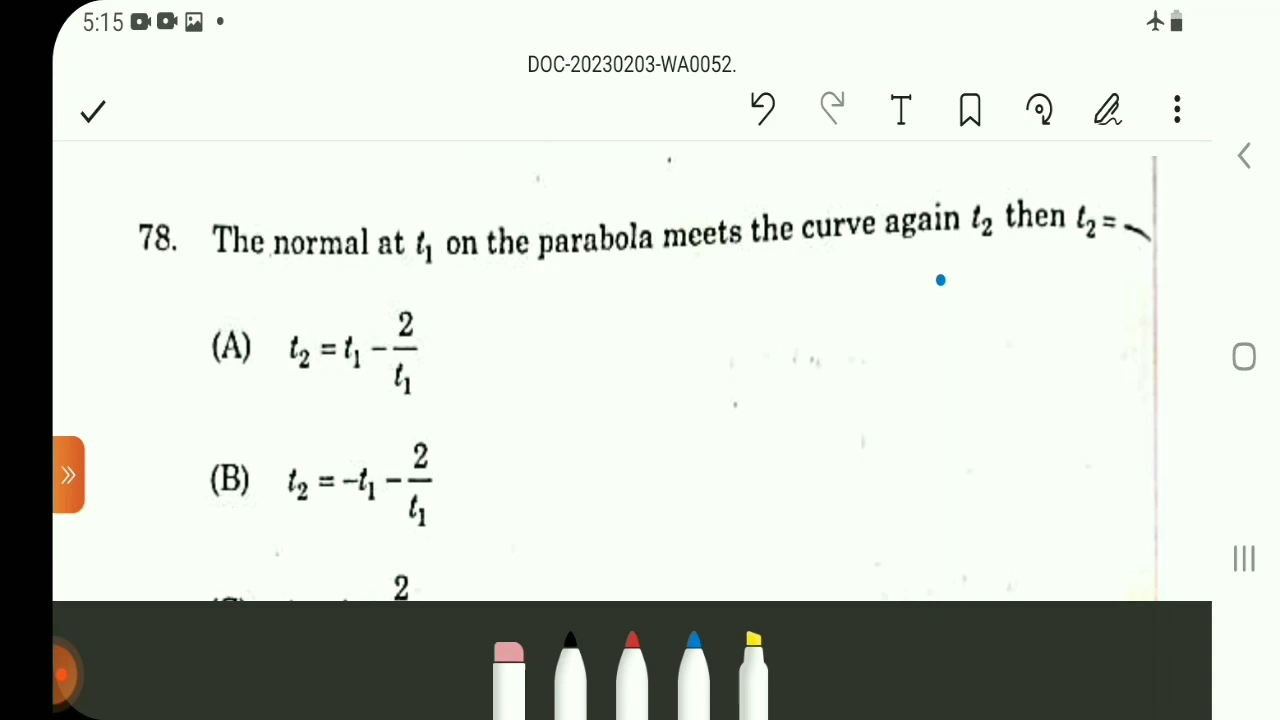 5:15
DOC-20230203-WA0052.
78. The normal at t₁ on the parabola meets the curve again t₂ then t₂ =
(A) t₂ = t₁ − 2/t₁
(B) t₂ = −t₁ − 2/t₁
2